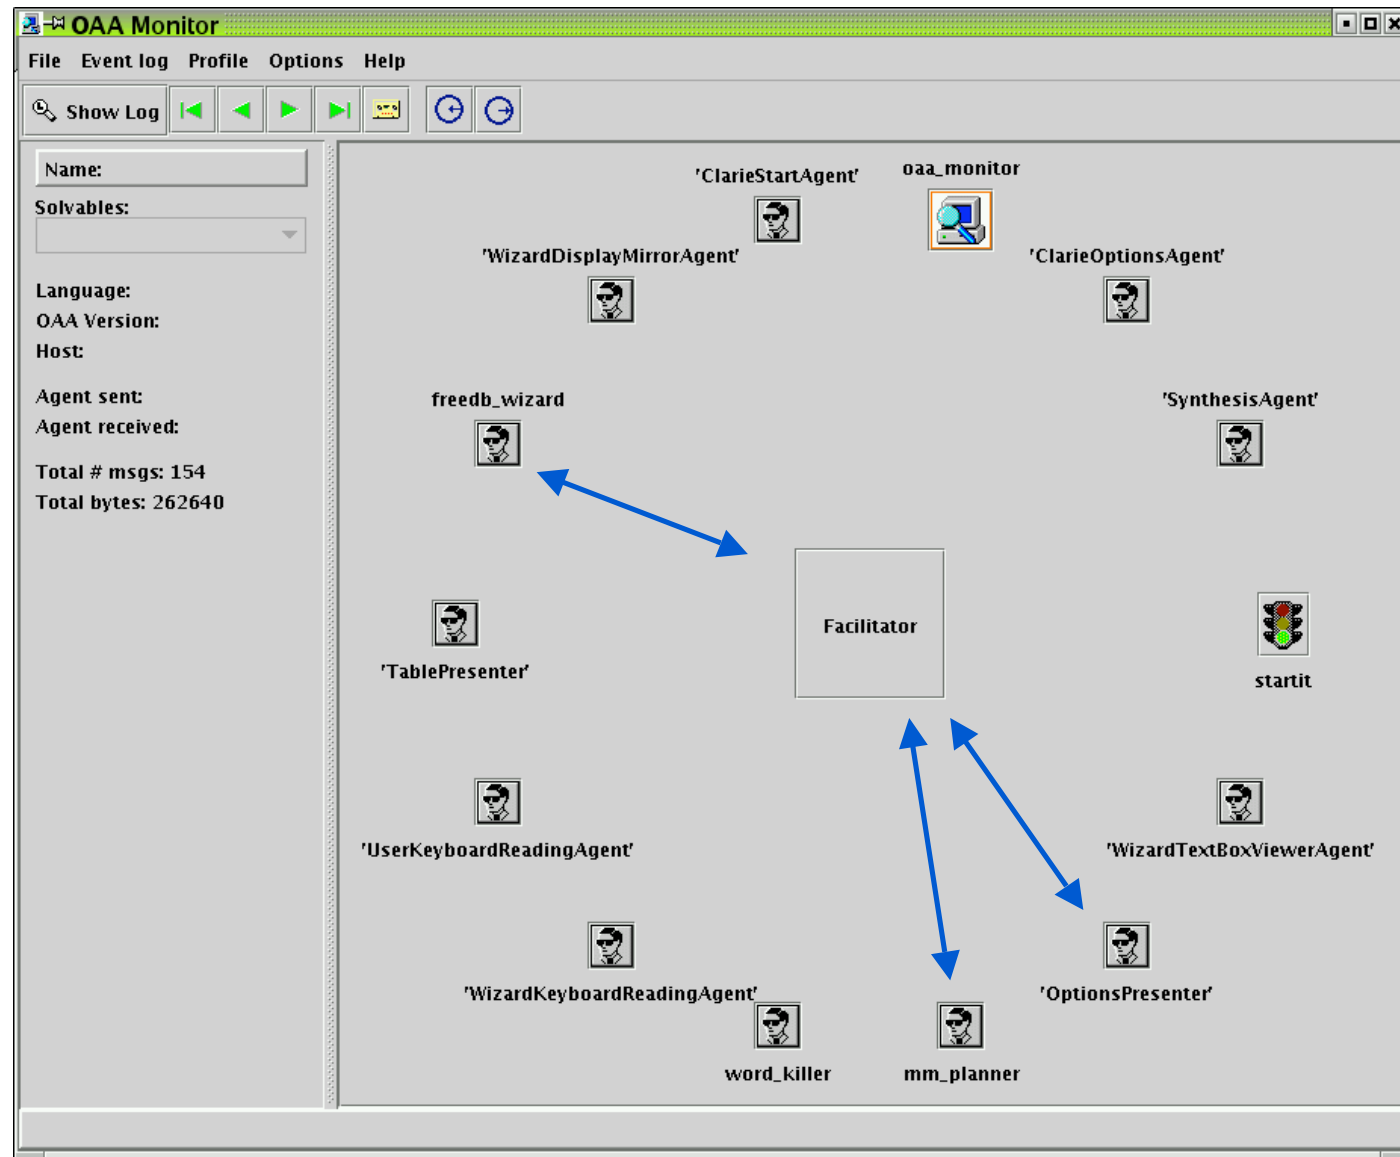 OAA Monitor
File Event log Profile Options Help
Show Log
Name:
Solvables:
Language:
OAA Version:
Host:
Agent sent:
Agent received:
Total # msgs: 154
Total bytes: 262640
'ClarieStartAgent'
oaa_monitor
'WizardDisplayMirrorAgent'
'ClarieOptionsAgent'
freedb_wizard
'SynthesisAgent'
Facilitator
'TablePresenter'
startit
'UserKeyboardReadingAgent'
'WizardTextBoxViewerAgent'
'WizardKeyboardReadingAgent'
'OptionsPresenter'
word_killer
mm_planner